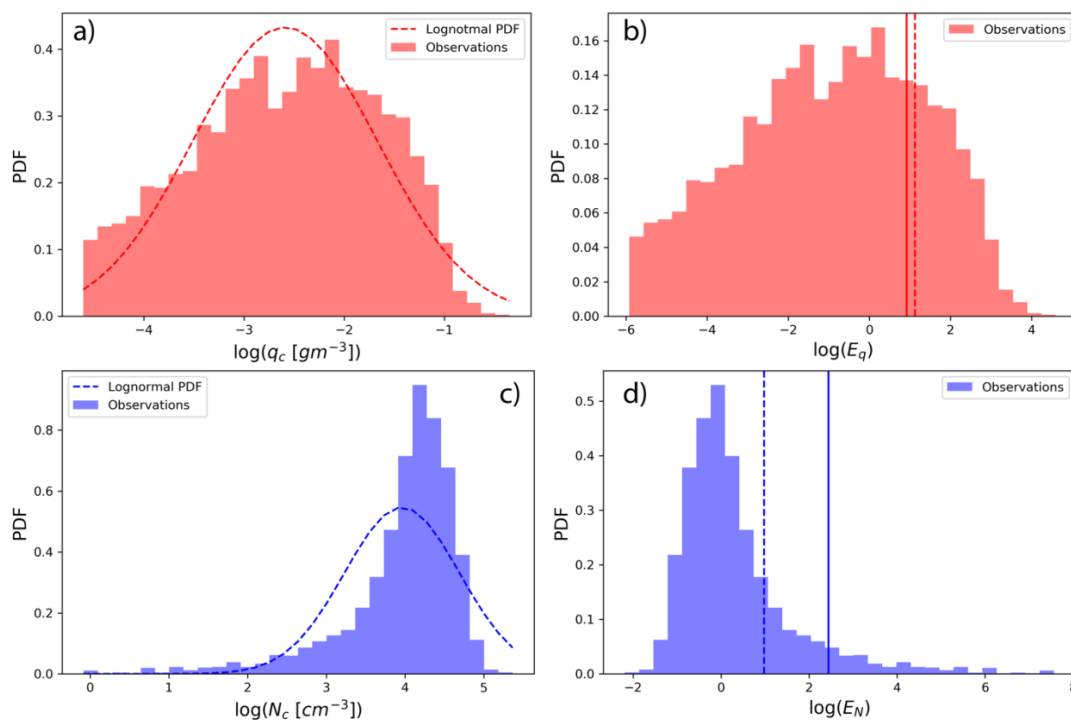 a)
Lognotmal PDF
Observations
PDF
0.4
0.3
0.2
0.1
0.0
−4 −3 −2 −1
log(q_c [gm^{-3}])
b)
Observations
PDF
0.16
0.14
0.12
0.10
0.08
0.06
0.04
0.02
0.00
−6 −4 −2 0 2 4
log(E_q)
c)
Lognormal PDF
Observations
PDF
0.8
0.6
0.4
0.2
0.0
0 1 2 3 4 5
log(N_c [cm^{-3}])
d)
Observations
PDF
0.5
0.4
0.3
0.2
0.1
0.0
−2 0 2 4 6 8
log(E_N)